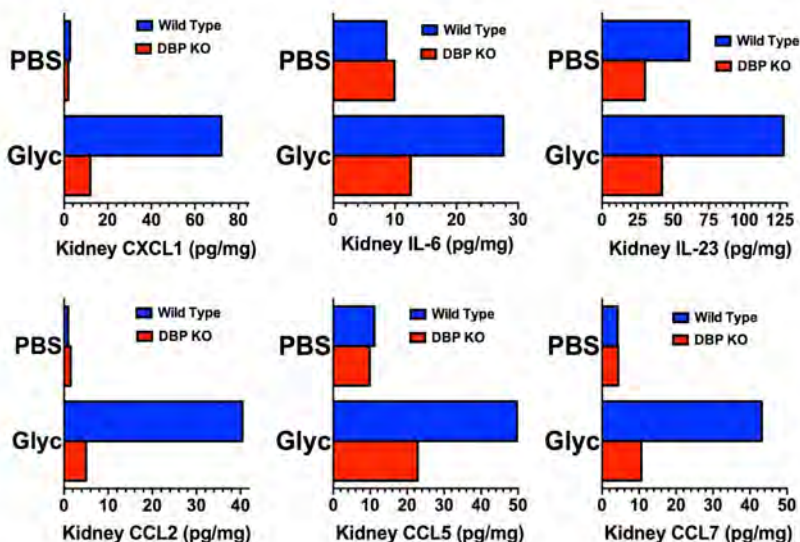 Wild Type
DBP KO
PBS
Glyc
0 20 40 60 80
Kidney CXCL1 (pg/mg)
Wild Type
DBP KO
PBS
Glyc
0 10 20 30
Kidney IL-6 (pg/mg)
Wild Type
DBP KO
PBS
Glyc
0 25 50 75 100 125
Kidney IL-23 (pg/mg)
Wild Type
DBP KO
PBS
Glyc
0 10 20 30 40
Kidney CCL2 (pg/mg)
Wild Type
DBP KO
PBS
Glyc
0 10 20 30 40 50
Kidney CCL5 (pg/mg)
Wild Type
DBP KO
PBS
Glyc
0 10 20 30 40 50
Kidney CCL7 (pg/mg)